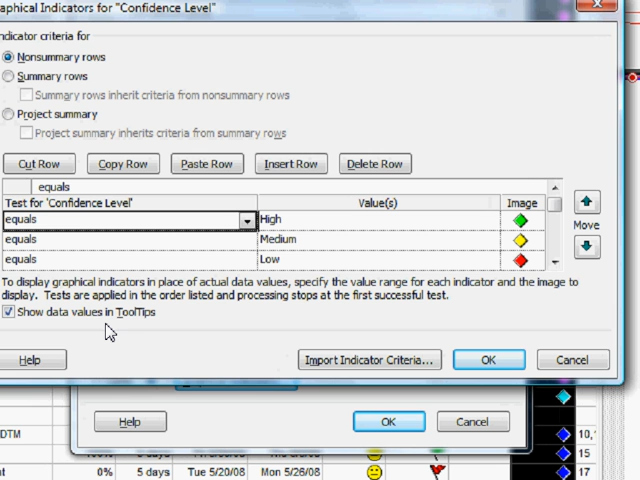 aphical Indicators for "Confidence Level"
ndicator criteria for
Nonsummary rows
Summary rows
Summary rows inherit criteria from nonsummary rows
Project summary
Project summary inherits criteria from summary rows
Cut Row Copy Row Paste Row Insert Row Delete Row
equals
Test for 'Confidence Level' Value(s) Image
equals High
Move
equals Medium
equals Low
To display graphical indicators in place of actual data values, specify the value range for each indicator and the image to
display. Tests are applied in the order listed and processing stops at the first successful test.
Show data values in ToolTips
Help Import Indicator Criteria... OK Cancel
Help OK Cancel
DTM 10,
15
t 0% 5 days Tue 5/20/08 Mon 5/26/08 17